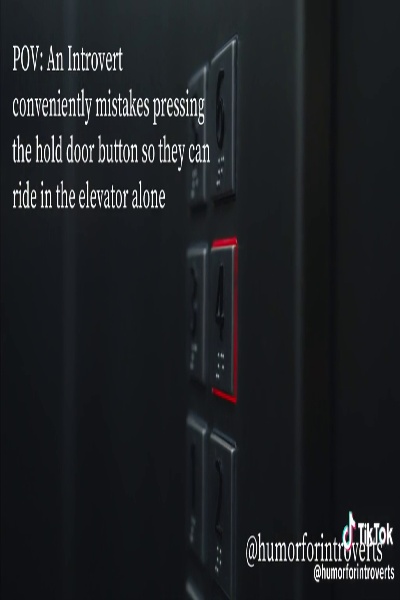 POV: An Introvert
conveniently mistakes pressing
the hold door button so they can
ride in the elevator alone
6
4
3
2
1
TikTok
@humorforintroverts
@humorforintroverts